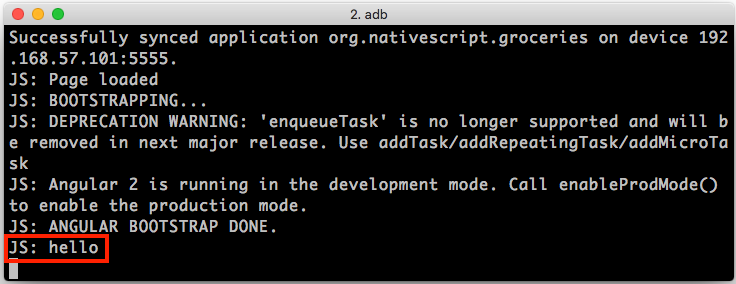 2. adb
Successfully synced application org.nativescript.groceries on device 192
.168.57.101:5555.
JS: Page loaded
JS: BOOTSTRAPPING...
JS: DEPRECATION WARNING: 'enqueueTask' is no longer supported and will b
e removed in next major release. Use addTask/addRepeatingTask/addMicroTa
sk
JS: Angular 2 is running in the development mode. Call enableProdMode()
to enable the production mode.
JS: ANGULAR BOOTSTRAP DONE.
JS: hello